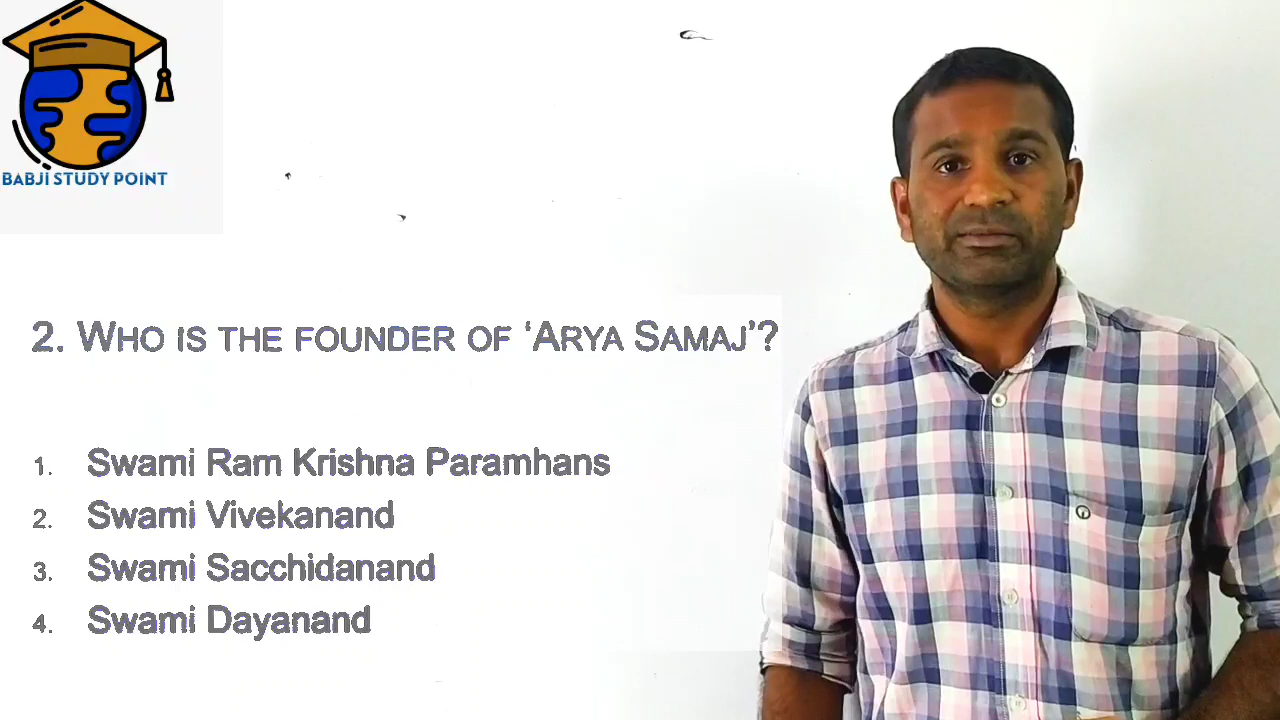 BABJI STUDY POINT
2. WHO IS THE FOUNDER OF ‘ARYA SAMAJ’?
1. Swami Ram Krishna Paramhans
2. Swami Vivekanand
3. Swami Sacchidanand
4. Swami Dayanand